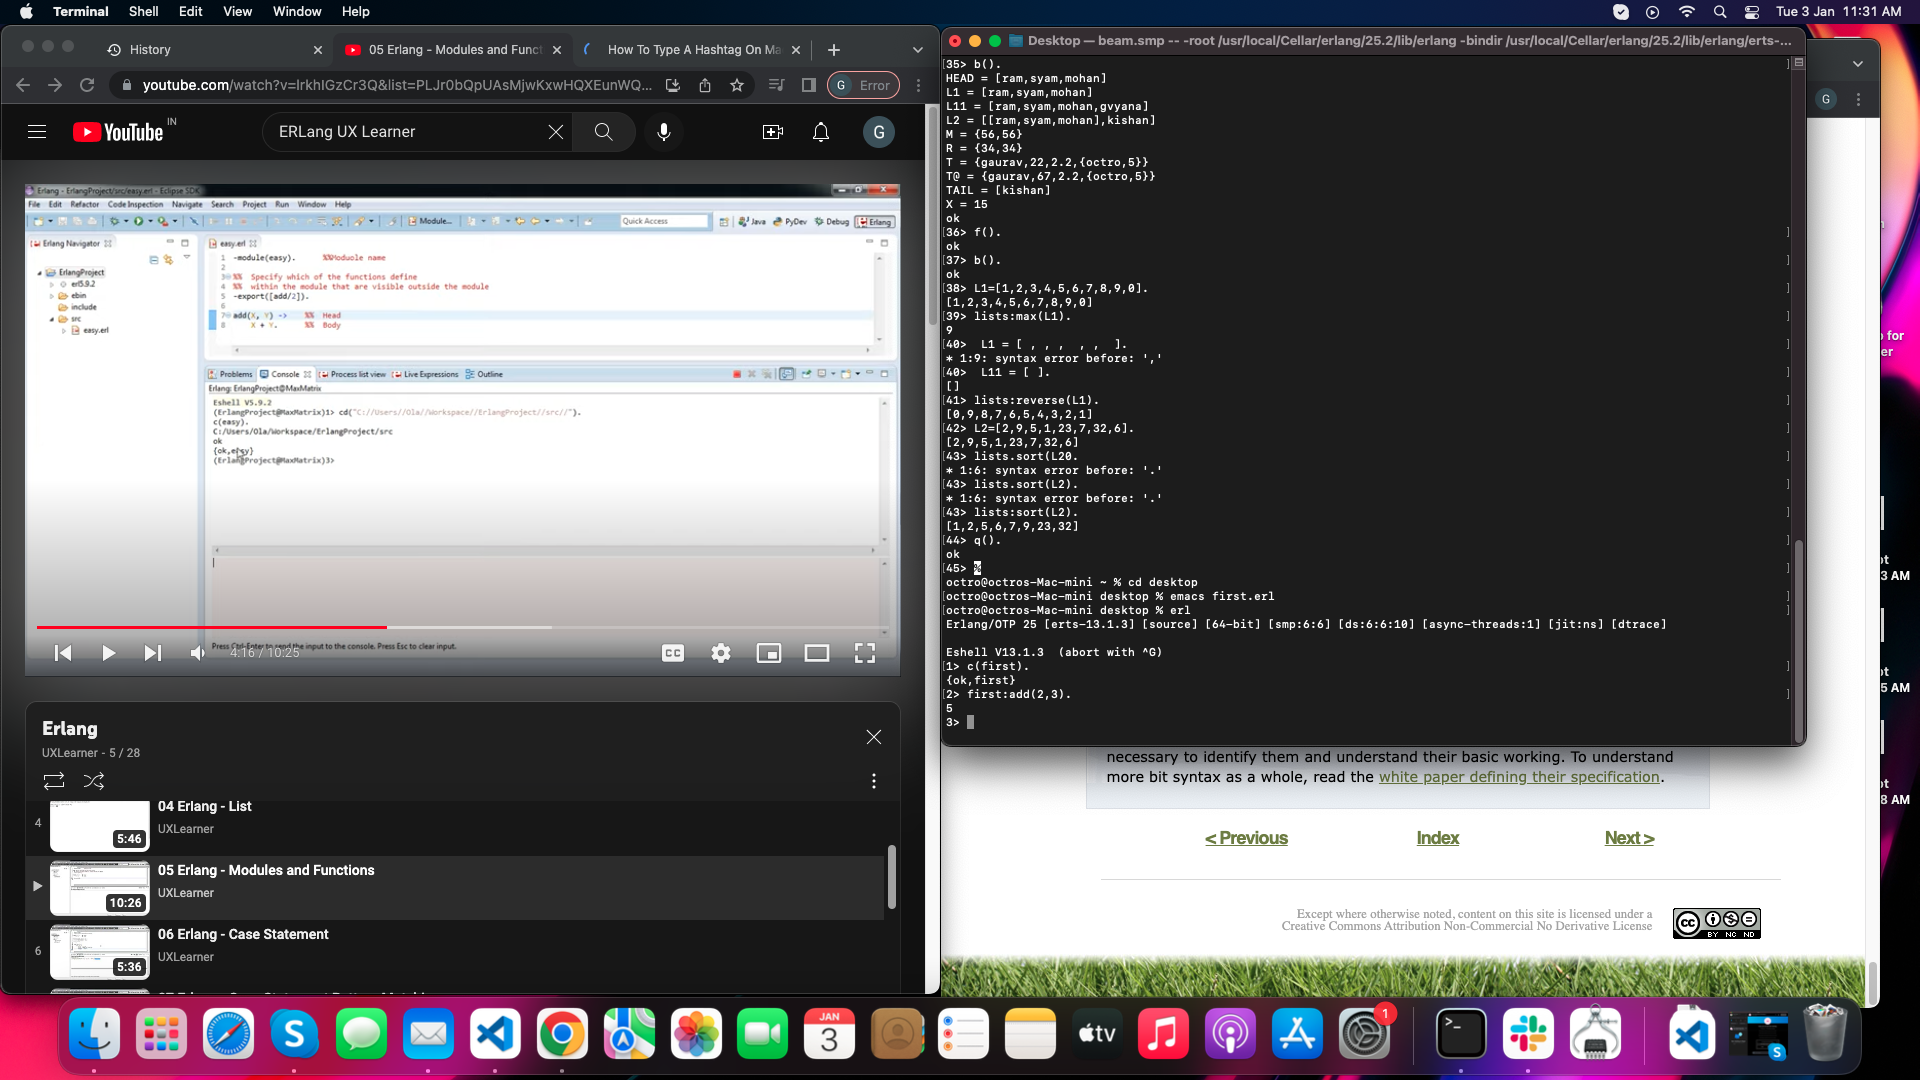 Terminal Shell Edit View Window Help
Tue 3 Jan 11:31 AM
History
05 Erlang - Modules and Funct
How To Type A Hashtag On Ma
youtube.com/watch?v=lrkhIGzCr3Q&list=PLJr0bQpUAsMjwKxwHQXEunWQ...
G Error
YouTube IN
ERLang UX Learner
G
Erlang - ErlangProject/src/easy.erl - Eclipse SDK
File Edit Refactor Code Inspection Navigate Search Project Run Window Help
Module...
Quick Access
Java PyDev Debug Erlang
Erlang Navigator
ErlangProject
erl5.9.2
ebin
include
src
easy.erl
easy.erl
1 -module(easy). %%Moduole name
2
3 %% Specify which of the functions define
4 %% within the module that are visible outside the module
5 -export([add/2]).
6
7 add(X, Y) -> %% Head
8 X + Y. %% Body
Problems Console Process list view Live Expressions Outline
Erlang: ErlangProject@MaxMatrix
Eshell V5.9.2
(ErlangProject@MaxMatrix)1> cd("C://Users//Ola//Workspace//ErlangProject//src//").
c(easy).
C:/Users/Ola/Workspace/ErlangProject/src
ok
{ok,easy}
(ErlangProject@MaxMatrix)3>
Press Ctrl-Enter to send the input to the console. Press Esc to clear input.
4:16 / 10:25
CC
Erlang
UXLearner - 5 / 28
4
5:46
04 Erlang - List
UXLearner
10:26
05 Erlang - Modules and Functions
UXLearner
6
5:36
06 Erlang - Case Statement
UXLearner
Desktop — beam.smp -- -root /usr/local/Cellar/erlang/25.2/lib/erlang -bindir /usr/local/Cellar/erlang/25.2/lib/erlang/erts-...
[35> b(). ]
HEAD = [ram,syam,mohan]
L1 = [ram,syam,mohan]
L11 = [ram,syam,mohan,gvyana]
L2 = [[ram,syam,mohan],kishan]
M = {56,56}
R = {34,34}
T = {gaurav,22,2.2,{octro,5}}
T@ = {gaurav,67,2.2,{octro,5}}
TAIL = [kishan]
X = 15
ok
[36> f(). ]
ok
[37> b(). ]
ok
[38> L1=[1,2,3,4,5,6,7,8,9,0]. ]
[1,2,3,4,5,6,7,8,9,0]
[39> lists:max(L1). ]
9
[40> L1 = [ , , , , , ]. ]
* 1:9: syntax error before: ','
[40> L11 = [ ]. ]
[]
[41> lists:reverse(L1). ]
[0,9,8,7,6,5,4,3,2,1]
[42> L2=[2,9,5,1,23,7,32,6]. ]
[2,9,5,1,23,7,32,6]
[43> lists.sort(L20. ]
* 1:6: syntax error before: '.'
[43> lists.sort(L2). ]
* 1:6: syntax error before: '.'
[43> lists:sort(L2). ]
[1,2,5,6,7,9,23,32]
[44> q(). ]
ok
[45> % ]
octro@octros-Mac-mini ~ % cd desktop
[octro@octros-Mac-mini desktop % emacs first.erl ]
[octro@octros-Mac-mini desktop % erl ]
Erlang/OTP 25 [erts-13.1.3] [source] [64-bit] [smp:6:6] [ds:6:6:10] [async-threads:1] [jit:ns] [dtrace]
Eshell V13.1.3 (abort with ^G)
[1> c(first). ]
{ok,first}
[2> first:add(2,3). ]
5
3>
G
necessary to identify them and understand their basic working. To understand
more bit syntax as a whole, read the white paper defining their specification.
< Previous Index Next >
Except where otherwise noted, content on this site is licensed under a
Creative Commons Attribution Non-Commercial No Derivative License
cc BY NC ND
for
er
3 AM
5 AM
8 AM
JAN
3
tv
1